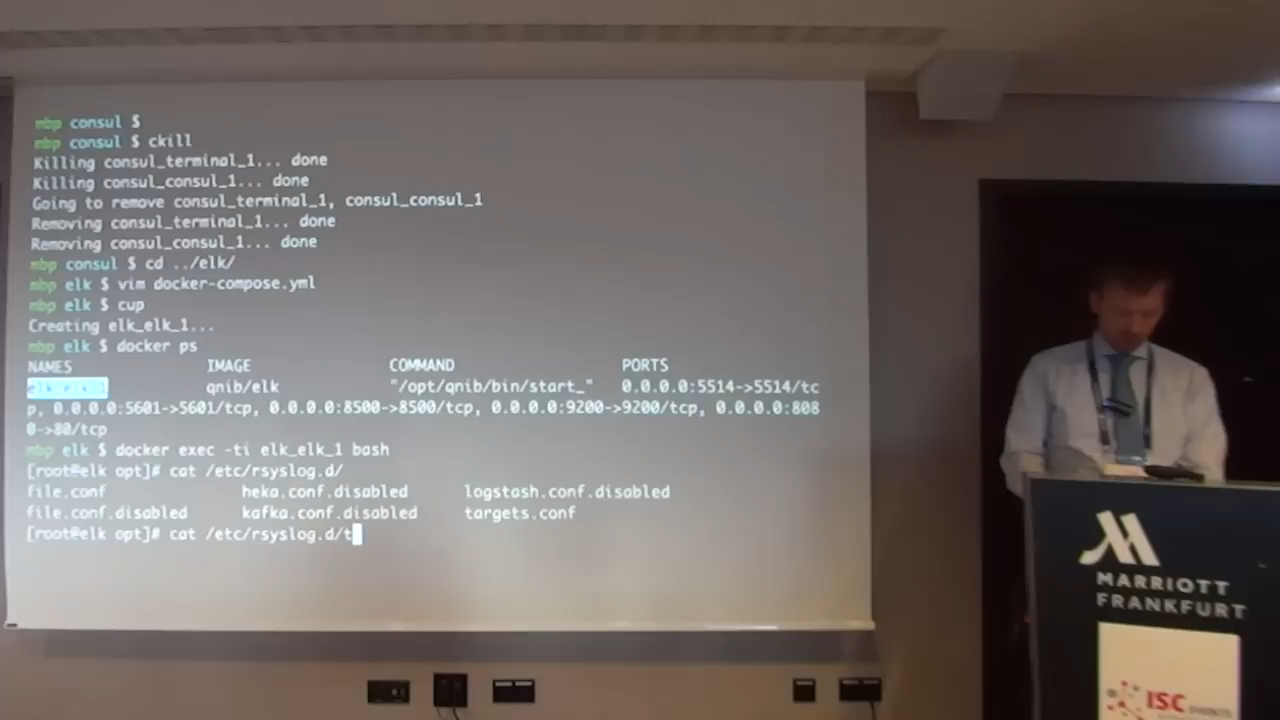 mbp consul $
mbp consul $ ckill
Killing consul_terminal_1... done
Killing consul_consul_1... done
Going to remove consul_terminal_1, consul_consul_1
Removing consul_terminal_1... done
Removing consul_consul_1... done
mbp consul $ cd ../elk/
mbp elk $ vim docker-compose.yml
mbp elk $ cup
Creating elk_elk_1...
mbp elk $ docker ps
NAMES IMAGE COMMAND PORTS
elk_elk_1 qnib/elk "/opt/qnib/bin/start_" 0.0.0.0:5514->5514/tc
p, 0.0.0.0:5601->5601/tcp, 0.0.0.0:8500->8500/tcp, 0.0.0.0:9200->9200/tcp, 0.0.0.0:808
0->80/tcp
mbp elk $ docker exec -ti elk_elk_1 bash
[root@elk opt]# cat /etc/rsyslog.d/
file.conf heka.conf.disabled logstash.conf.disabled
file.conf.disabled kafka.conf.disabled targets.conf
[root@elk opt]# cat /etc/rsyslog.d/t
MARRIOTT
FRANKFURT
ISC EVENTS